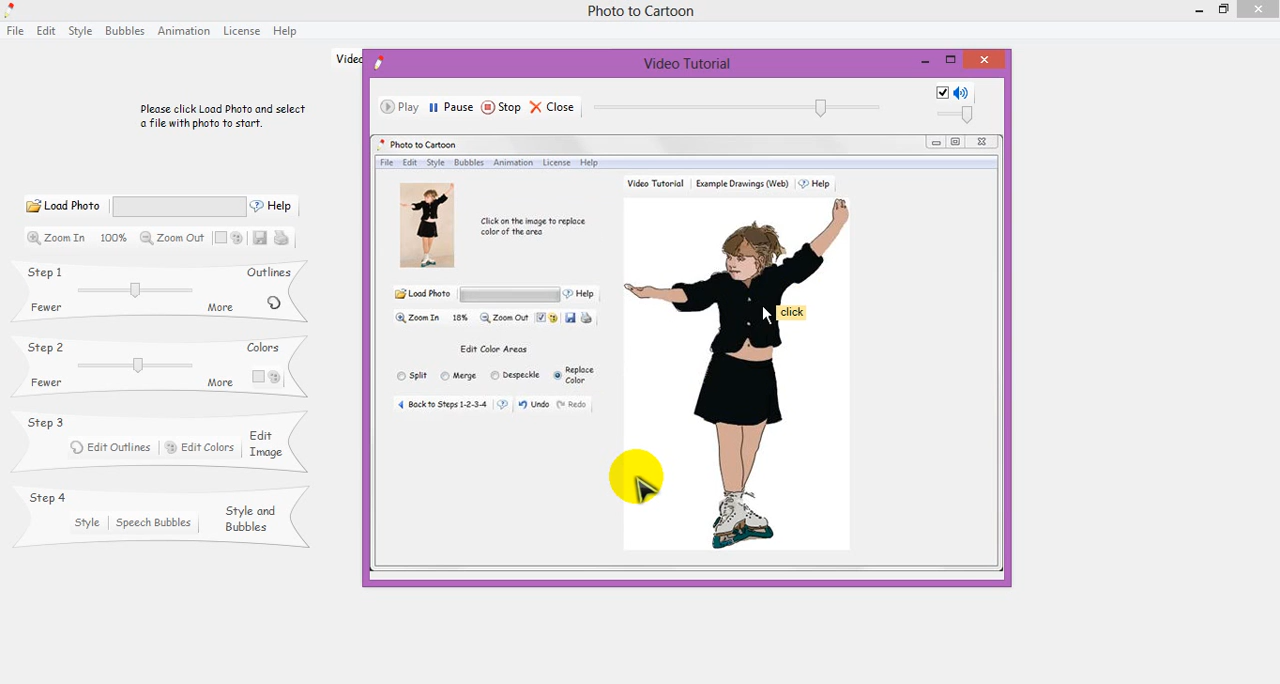 Photo to Cartoon
File Edit Style Bubbles Animation License Help
Video
Please click Load Photo and select
a file with photo to start.
Load Photo Help
Zoom In 100% Zoom Out
Step 1 Outlines
Fewer More
Step 2 Colors
Fewer More
Step 3
Edit Outlines Edit Colors Edit
Image
Step 4
Style Speech Bubbles Style and
Bubbles
Video Tutorial
Play Pause Stop Close
Photo to Cartoon
File Edit Style Bubbles Animation License Help
Video Tutorial Example Drawings (Web) Help
Click on the image to replace
color of the area
Load Photo Help
Zoom In 18% Zoom Out
Edit Color Areas
Split Merge Despeckle Replace
Color
Back to Steps 1-2-3-4 Undo Redo
click